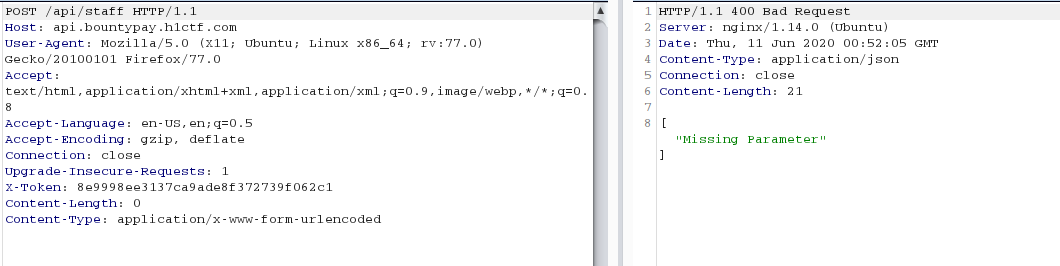 POST /api/staff HTTP/1.1
Host: api.bountypay.h1ctf.com
User-Agent: Mozilla/5.0 (X11; Ubuntu; Linux x86_64; rv:77.0)
Gecko/20100101 Firefox/77.0
Accept:
text/html,application/xhtml+xml,application/xml;q=0.9,image/webp,*/*;q=0.
8
Accept-Language: en-US,en;q=0.5
Accept-Encoding: gzip, deflate
Connection: close
Upgrade-Insecure-Requests: 1
X-Token: 8e9998ee3137ca9ade8f372739f062c1
Content-Length: 0
Content-Type: application/x-www-form-urlencoded
1 HTTP/1.1 400 Bad Request
2 Server: nginx/1.14.0 (Ubuntu)
3 Date: Thu, 11 Jun 2020 00:52:05 GMT
4 Content-Type: application/json
5 Connection: close
6 Content-Length: 21
7
8 [
"Missing Parameter"
]